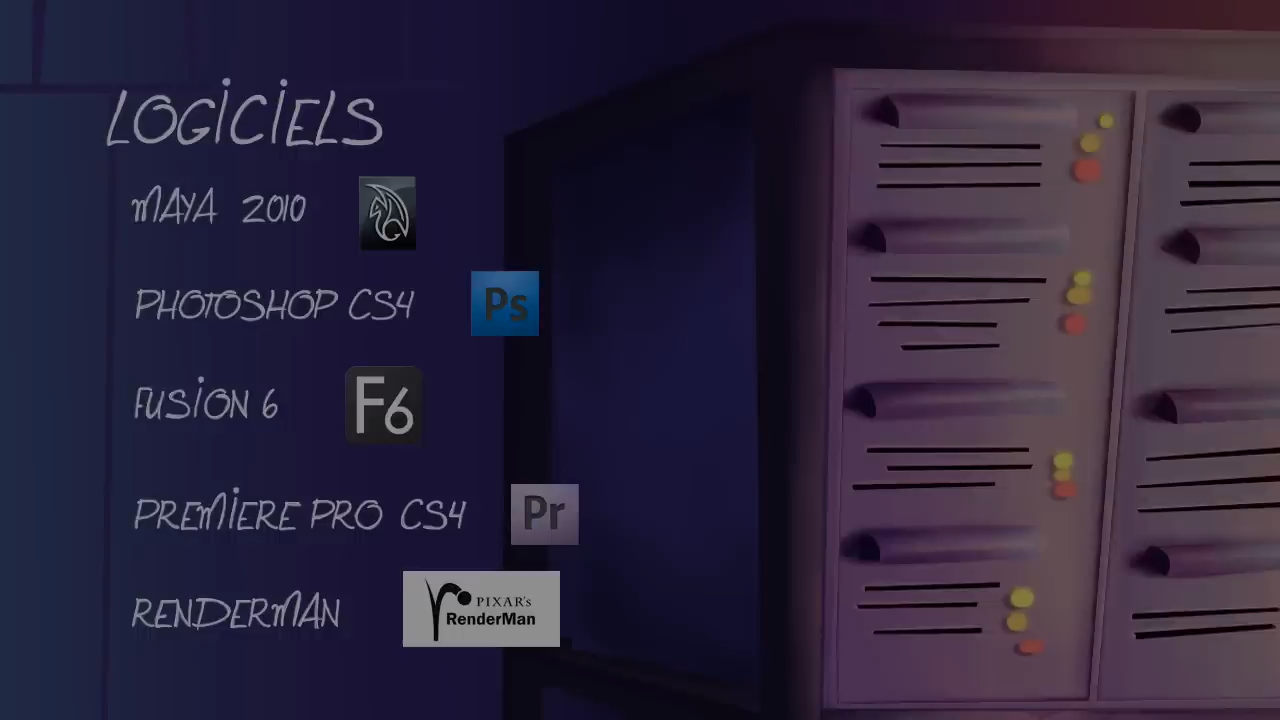 LOGICIELS
MAYA 2010
PHOTOSHOP CS4
Ps
FUSION 6
F6
PREMIERE PRO CS4
Pr
RENDERMAN
PIXAR's
RenderMan